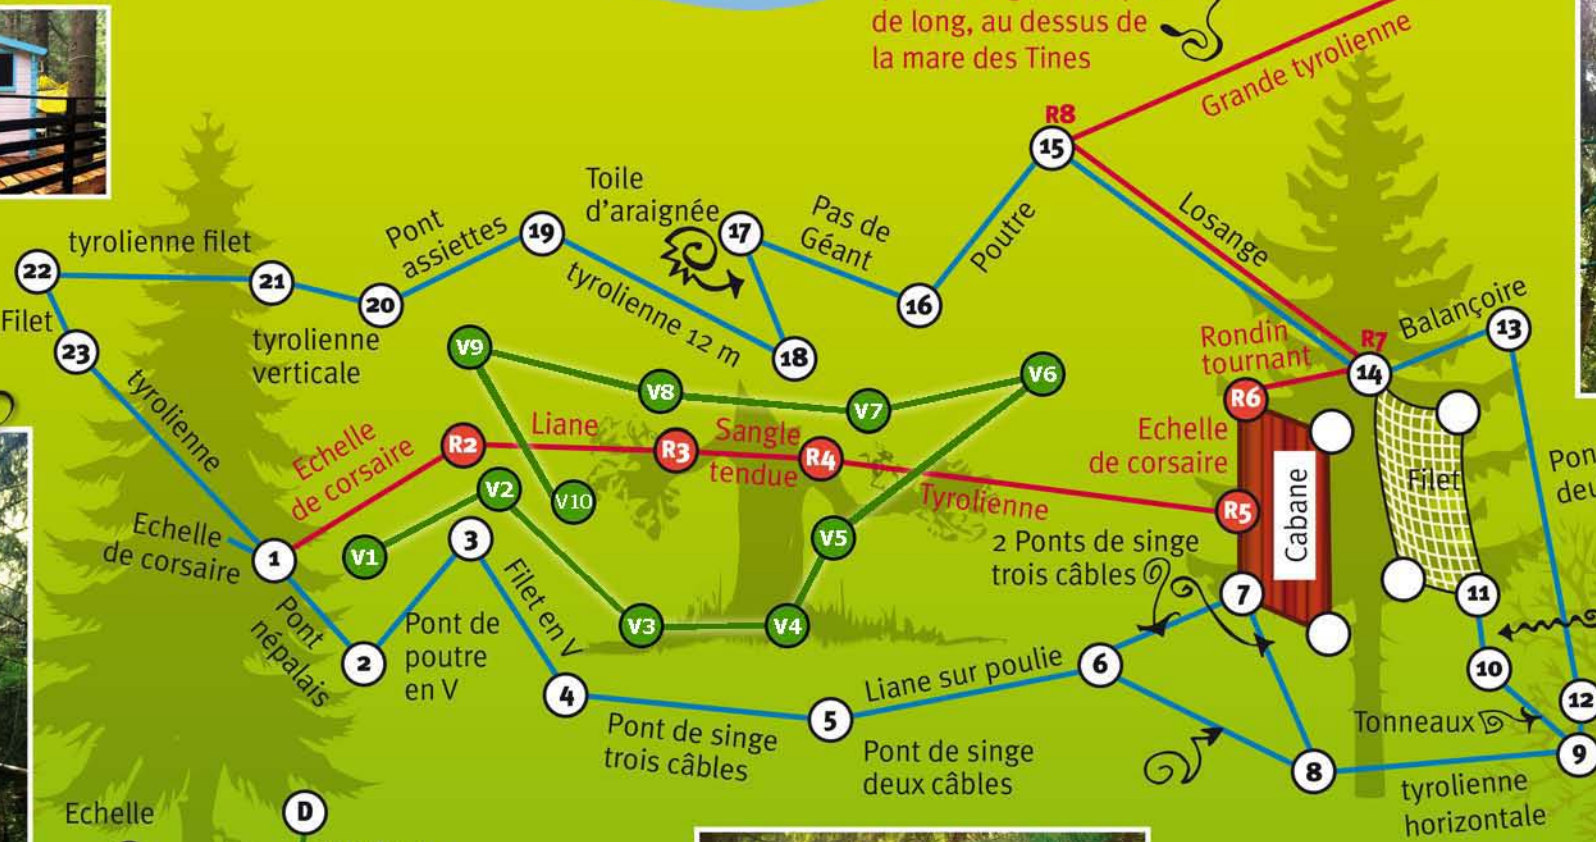 de long, au dessus de
la mare des Tines
Grande tyrolienne
R8
15
Toile
d'araignée
17
Pas de
Géant
Poutre
Losange
16
Pont
assiettes
19
tyrolienne 12 m
18
tyrolienne filet
22
21
20
tyrolienne
verticale
Filet
23
tyrolienne
V9
V8
V7
V6
Rondin
tournant
R7
14
Balançoire
13
R6
Echelle
de corsaire
R2
Liane
R3
Sangle
tendue
R4
Tyrolienne
Echelle
de corsaire
R5
Cabane
Filet
V10
V2
V1
3
V5
V3
V4
Echelle
de corsaire
1
Pont
népalais
2
Pont de
poutre
en V
Filet en V
4
Pont de singe
trois câbles
5
Liane sur poulie
6
2 Ponts de singe
trois câbles
7
11
10
12
Tonneaux
9
Pont de singe
deux câbles
8
tyrolienne
horizontale
Echelle
D